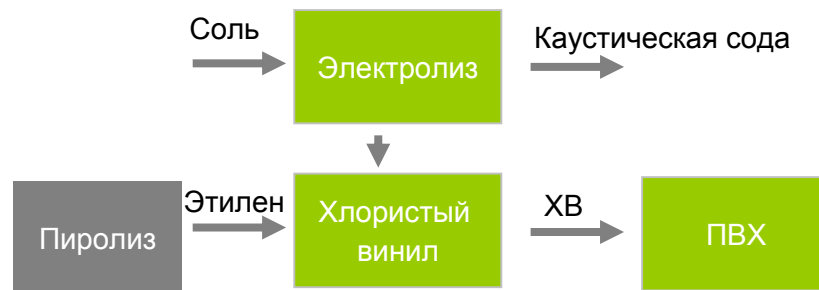 Соль
Электролиз
Каустическая сода
Пиролиз
Этилен
Хлористый
винил
ХВ
ПВХ